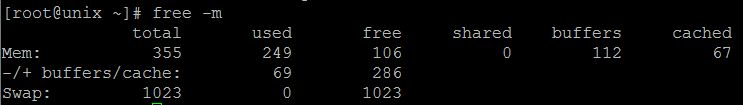 [root@unix ~]# free -m
             total       used       free     shared    buffers     cached
Mem:           355        249        106          0        112         67
-/+ buffers/cache:         69        286
Swap:         1023          0       1023